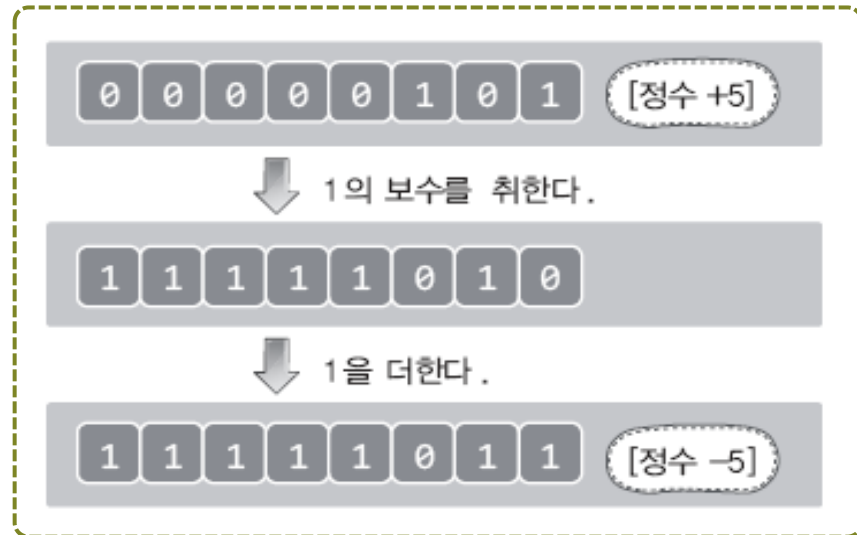 0 0 0 0 0 1 0 1 [정수 +5]
1의 보수를 취한다.
1 1 1 1 1 0 1 0
1을 더한다.
1 1 1 1 1 0 1 1 [정수 –5]